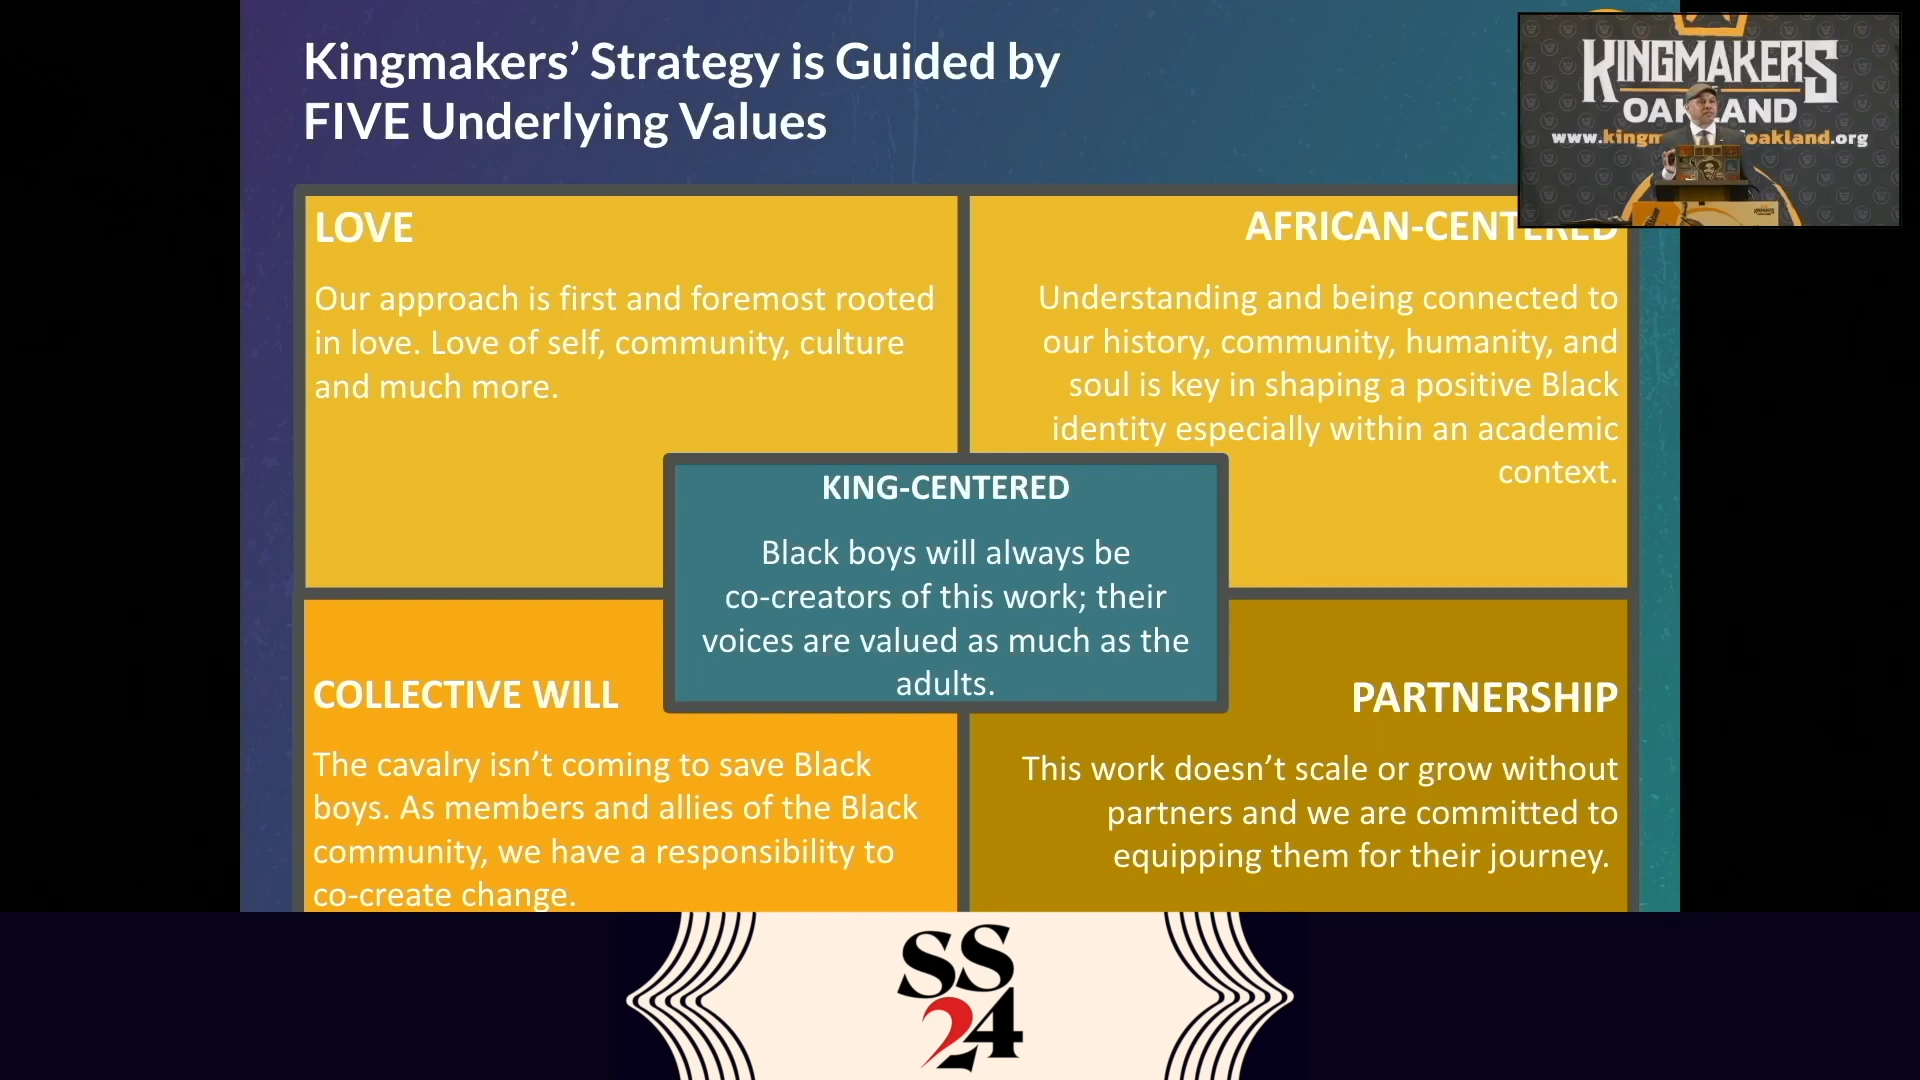 Kingmakers’ Strategy is Guided by
FIVE Underlying Values
KINGMAKERS
OF
OAKLAND
www.kingm oakland.org
LOVE
Our approach is first and foremost rooted
in love. Love of self, community, culture
and much more.
AFRICAN-CENTERED
Understanding and being connected to
our history, community, humanity, and
soul is key in shaping a positive Black
identity especially within an academic
context.
KING-CENTERED
Black boys will always be
co-creators of this work; their
voices are valued as much as the
adults.
COLLECTIVE WILL
The cavalry isn’t coming to save Black
boys. As members and allies of the Black
community, we have a responsibility to
co-create change.
PARTNERSHIP
This work doesn’t scale or grow without
partners and we are committed to
equipping them for their journey.
SS
24